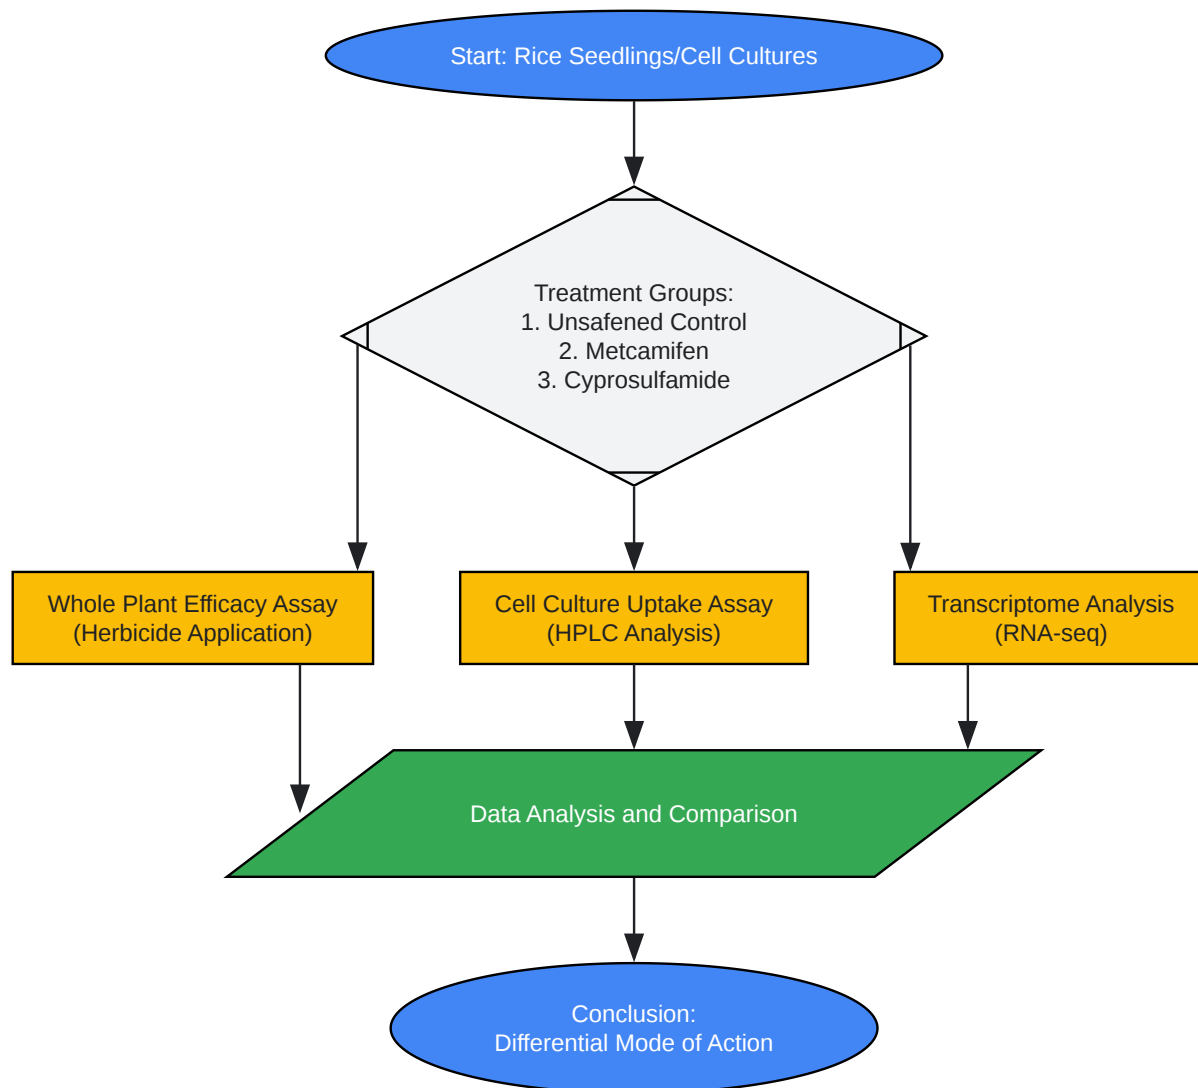 Start: Rice Seedlings/Cell Cultures
Treatment Groups:
1. Unsafened Control
2. Metcamifen
3. Cyprosulfamide
Whole Plant Efficacy Assay
(Herbicide Application)
Cell Culture Uptake Assay
(HPLC Analysis)
Transcriptome Analysis
(RNA-seq)
Data Analysis and Comparison
Conclusion:
Differential Mode of Action